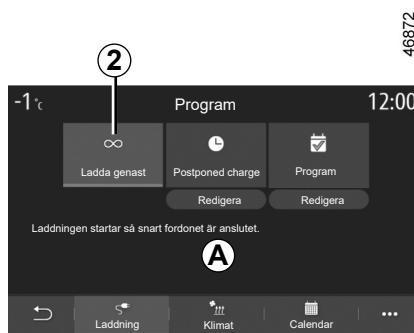 46872
2
-1°c Program 12:00
∞
Ladda genast Postponed charge Program
Redigera Redigera
Laddningen startar så snart fordonet är anslutet.
A
Laddning Klimat Calendar